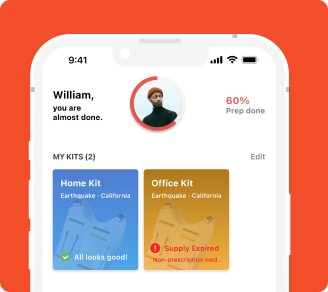 9:41
William,
you are
almost done.
60%
Prep done
MY KITS (2)
Edit
Home Kit
Earthquake · California
All looks good!
Office Kit
Earthquake · California
Supply Expired
Non-prescription med..